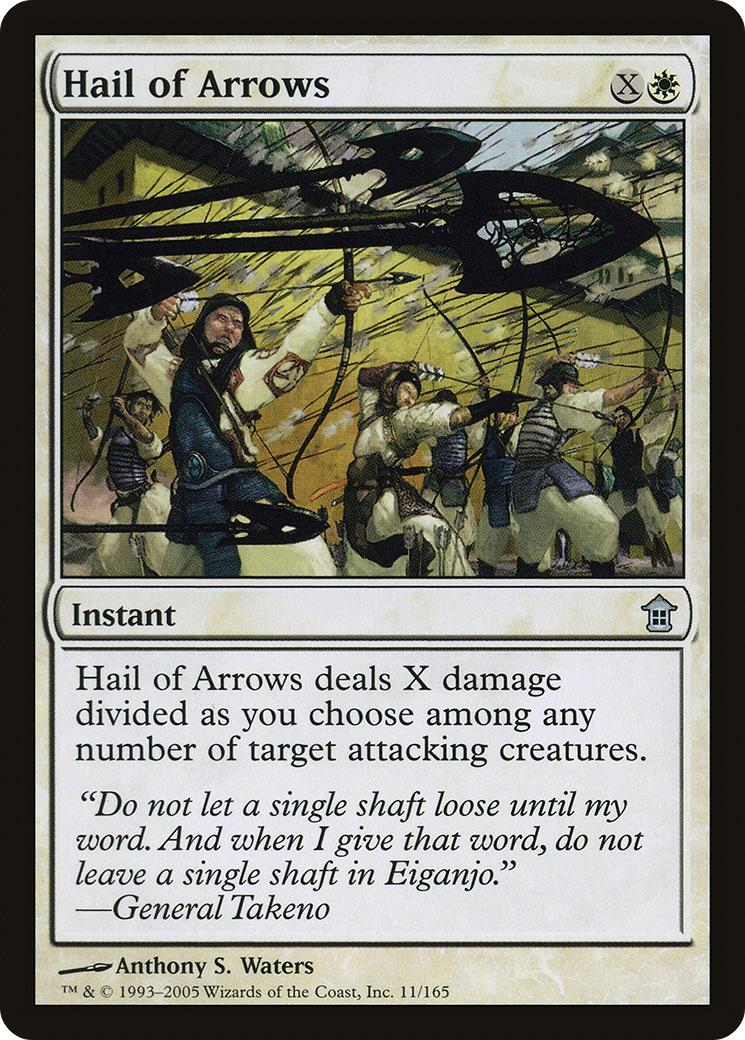 Hail of Arrows X
Instant
Hail of Arrows deals X damage
divided as you choose among any
number of target attacking creatures.
“Do not let a single shaft loose until my
word. And when I give that word, do not
leave a single shaft in Eiganjo.”
—General Takeno
Anthony S. Waters
™ & © 1993–2005 Wizards of the Coast, Inc. 11/165